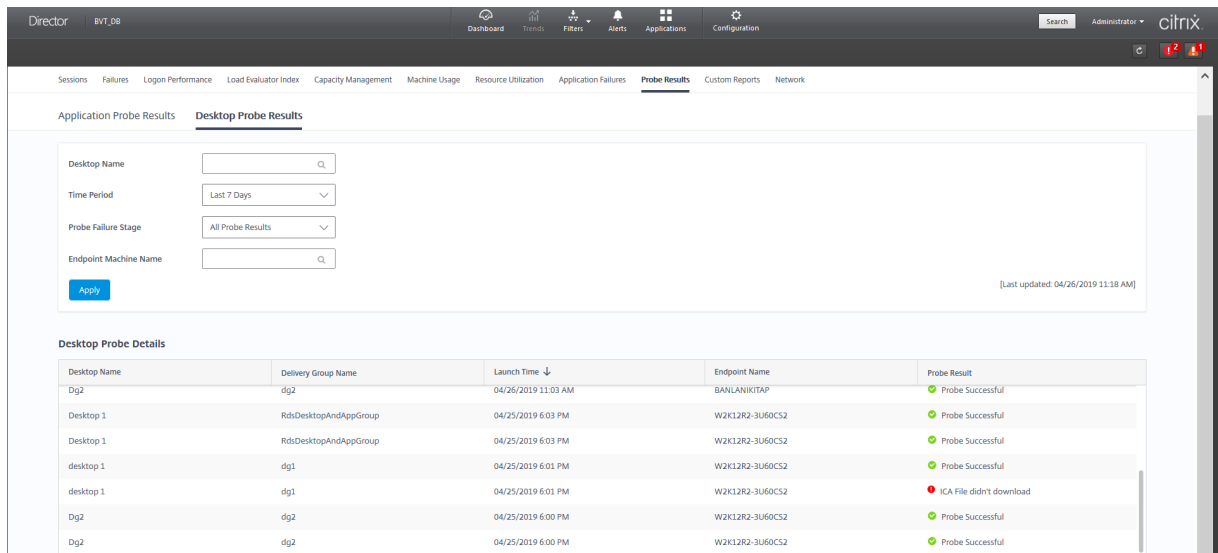 Director BVT_DB Dashboard Trends Filters Alerts Applications Configuration Search Administrator citrix
2 1
Sessions Failures Logon Performance Load Evaluator Index Capacity Management Machine Usage Resource Utilization Application Failures Probe Results Custom Reports Network
Application Probe Results Desktop Probe Results
Desktop Name
Time Period Last 7 Days
Probe Failure Stage All Probe Results
Endpoint Machine Name
Apply [Last updated: 04/26/2019 11:18 AM]
Desktop Probe Details
Desktop Name Delivery Group Name Launch Time ↓ Endpoint Name Probe Result
Dg2 dg2 04/26/2019 11:03 AM BANLANIKITAP Probe Successful
Desktop 1 RdsDesktopAndAppGroup 04/25/2019 6:03 PM W2K12R2-3U60CS2 Probe Successful
Desktop 1 RdsDesktopAndAppGroup 04/25/2019 6:03 PM W2K12R2-3U60CS2 Probe Successful
desktop 1 dg1 04/25/2019 6:01 PM W2K12R2-3U60CS2 Probe Successful
desktop 1 dg1 04/25/2019 6:01 PM W2K12R2-3U60CS2 ICA File didn't download
Dg2 dg2 04/25/2019 6:00 PM W2K12R2-3U60CS2 Probe Successful
Dg2 dg2 04/25/2019 6:00 PM W2K12R2-3U60CS2 Probe Successful